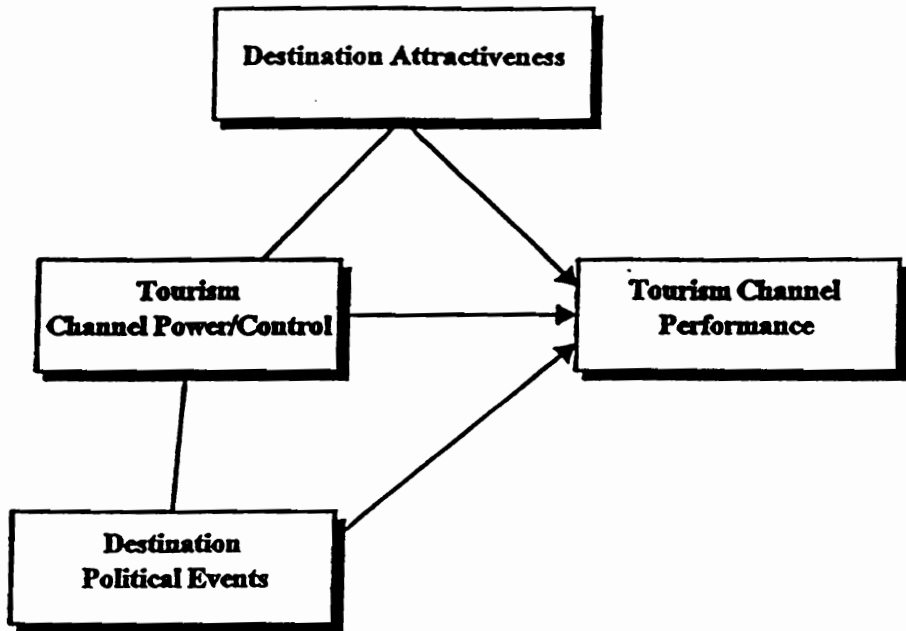 Destination Attractiveness
Tourism
Channel Power/Control
Tourism Channel
Performance
Destination
Political Events